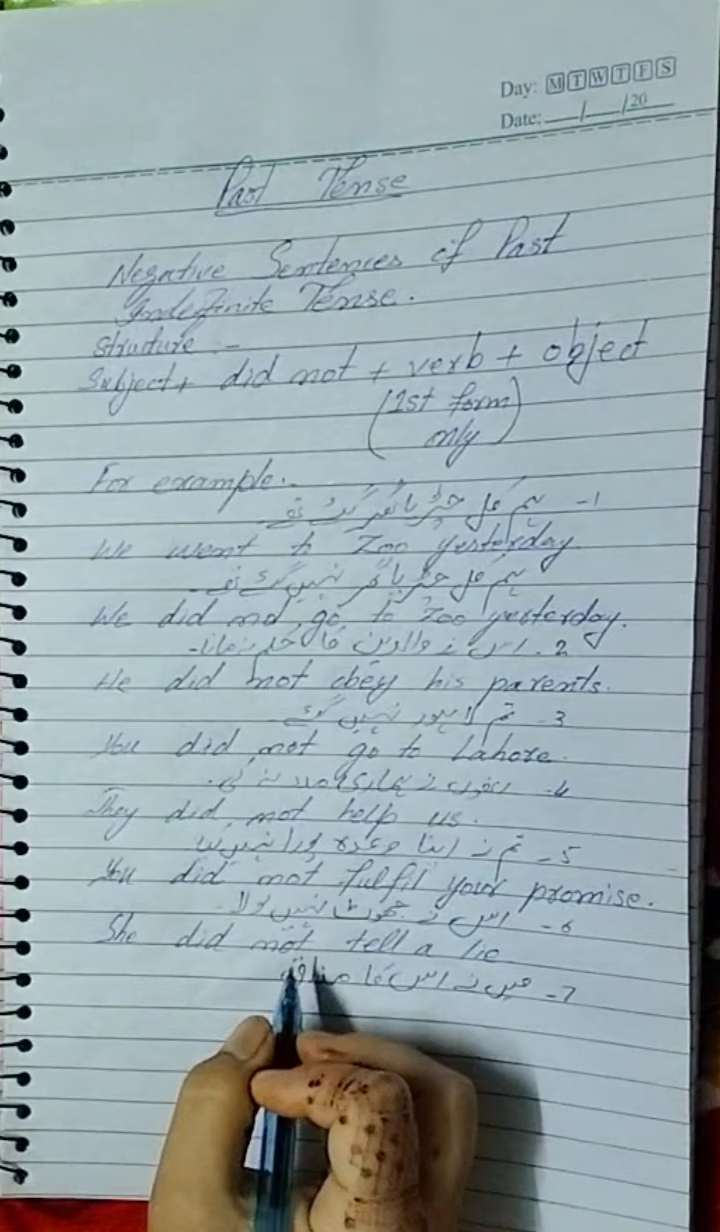 Day: M T W T F S
Date: __/__/20__
Past Tense
Negative Sentences of Past
Indefinite Tense.
Structure :-
Subject + did not + verb + object
(1st form
only)
For example:-
1- ہم کل چڑیا گھر گئے تھے۔
We went to Zoo yesterday.
ہم کل چڑیا گھر نہیں گئے تھے۔
We did not go to Zoo yesterday.
2. اس نے والدین کا حکم نہ مانا۔
He did not obey his parents.
3- تم لاہور نہیں گئے۔
You did not go to Lahore.
4- انھوں نے ہماری مدد نہ کی۔
They did not help us.
5- تم نے اپنا وعدہ پورا نہیں کیا
You did not fulfil your promise.
6- اس نے جھوٹ نہیں بولا۔
She did not tell a lie
7- میں نے اس کا مذاق